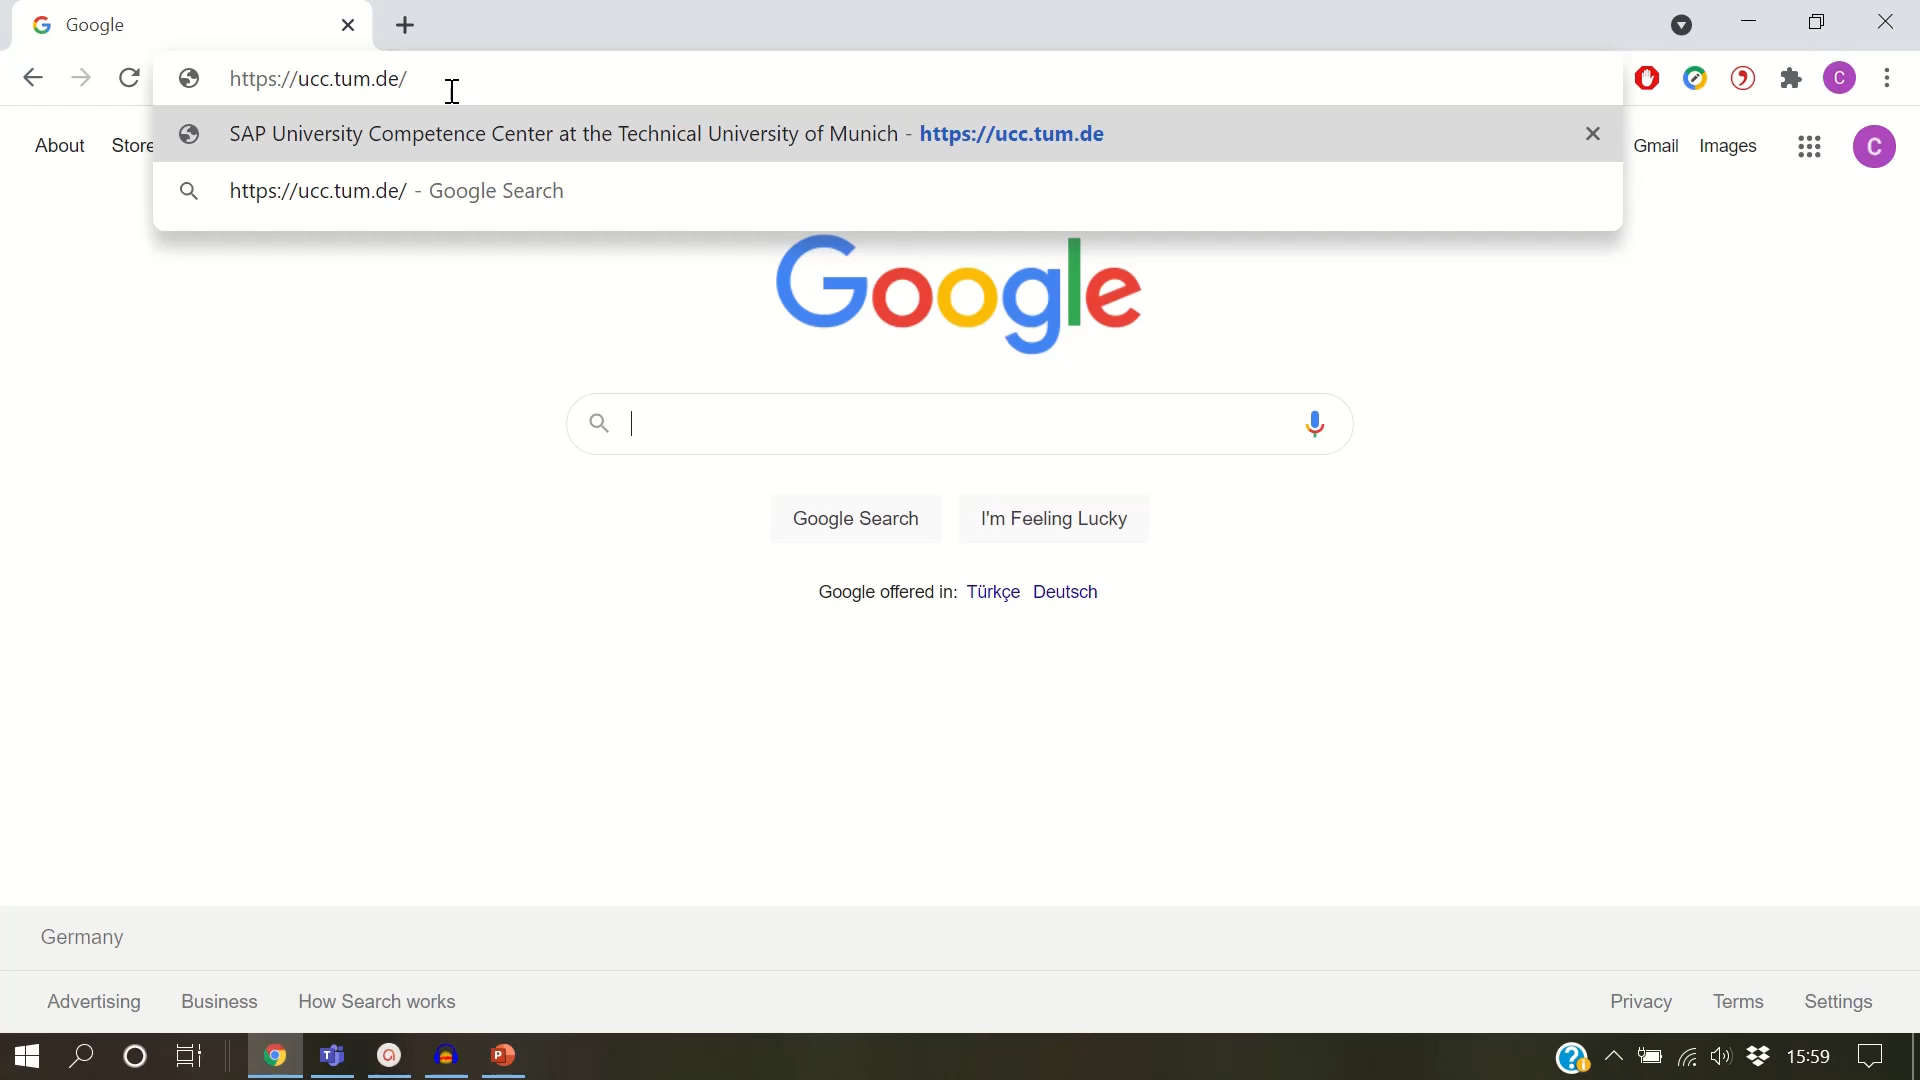 Google
https://ucc.tum.de/
C
SAP University Competence Center at the Technical University of Munich - https://ucc.tum.de
https://ucc.tum.de/ - Google Search
About Store
Gmail Images C
Google
Google Search I'm Feeling Lucky
Google offered in: Türkçe Deutsch
Germany
Advertising Business How Search works
Privacy Terms Settings
15:59